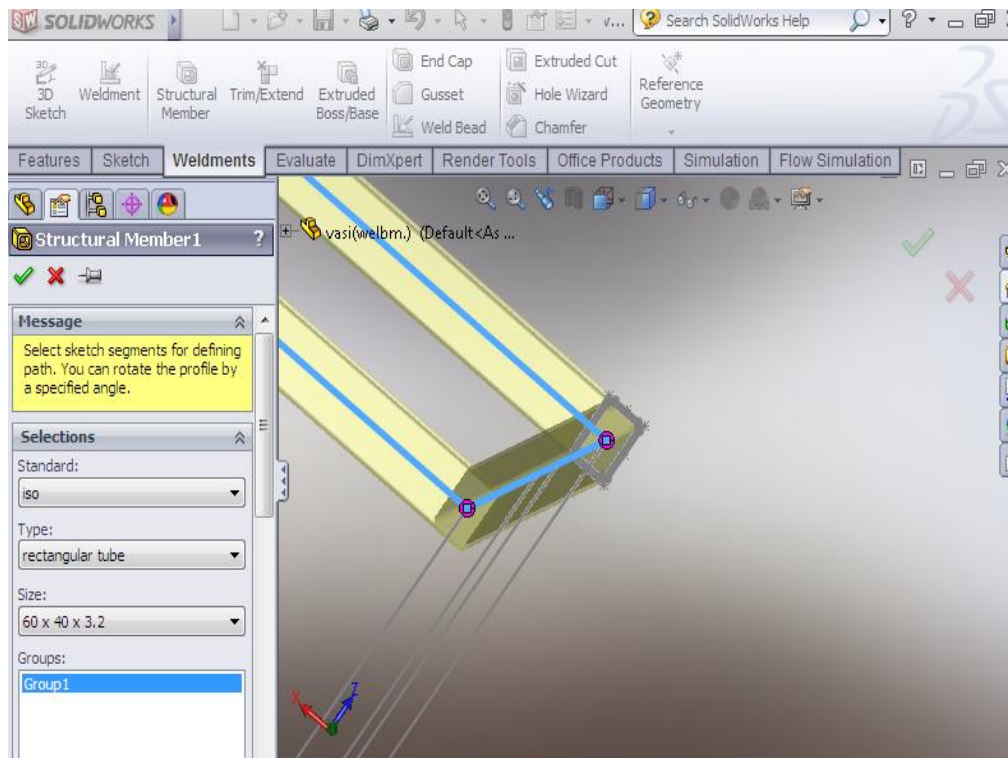 SW SOLIDWORKS
v...
Search SolidWorks Help
?
3D Sketch
Weldment
Structural Member
Trim/Extend
Extruded Boss/Base
End Cap
Gusset
Weld Bead
Extruded Cut
Hole Wizard
Chamfer
Reference Geometry
Features Sketch Weldments Evaluate DimXpert Render Tools Office Products Simulation Flow Simulation
Structural Member1 ?
vasi(welbm.) (Default<As ...
Message
Select sketch segments for defining
path. You can rotate the profile by
a specified angle.
Selections
Standard:
iso
Type:
rectangular tube
Size:
60 x 40 x 3.2
Groups:
Group1
X
Z